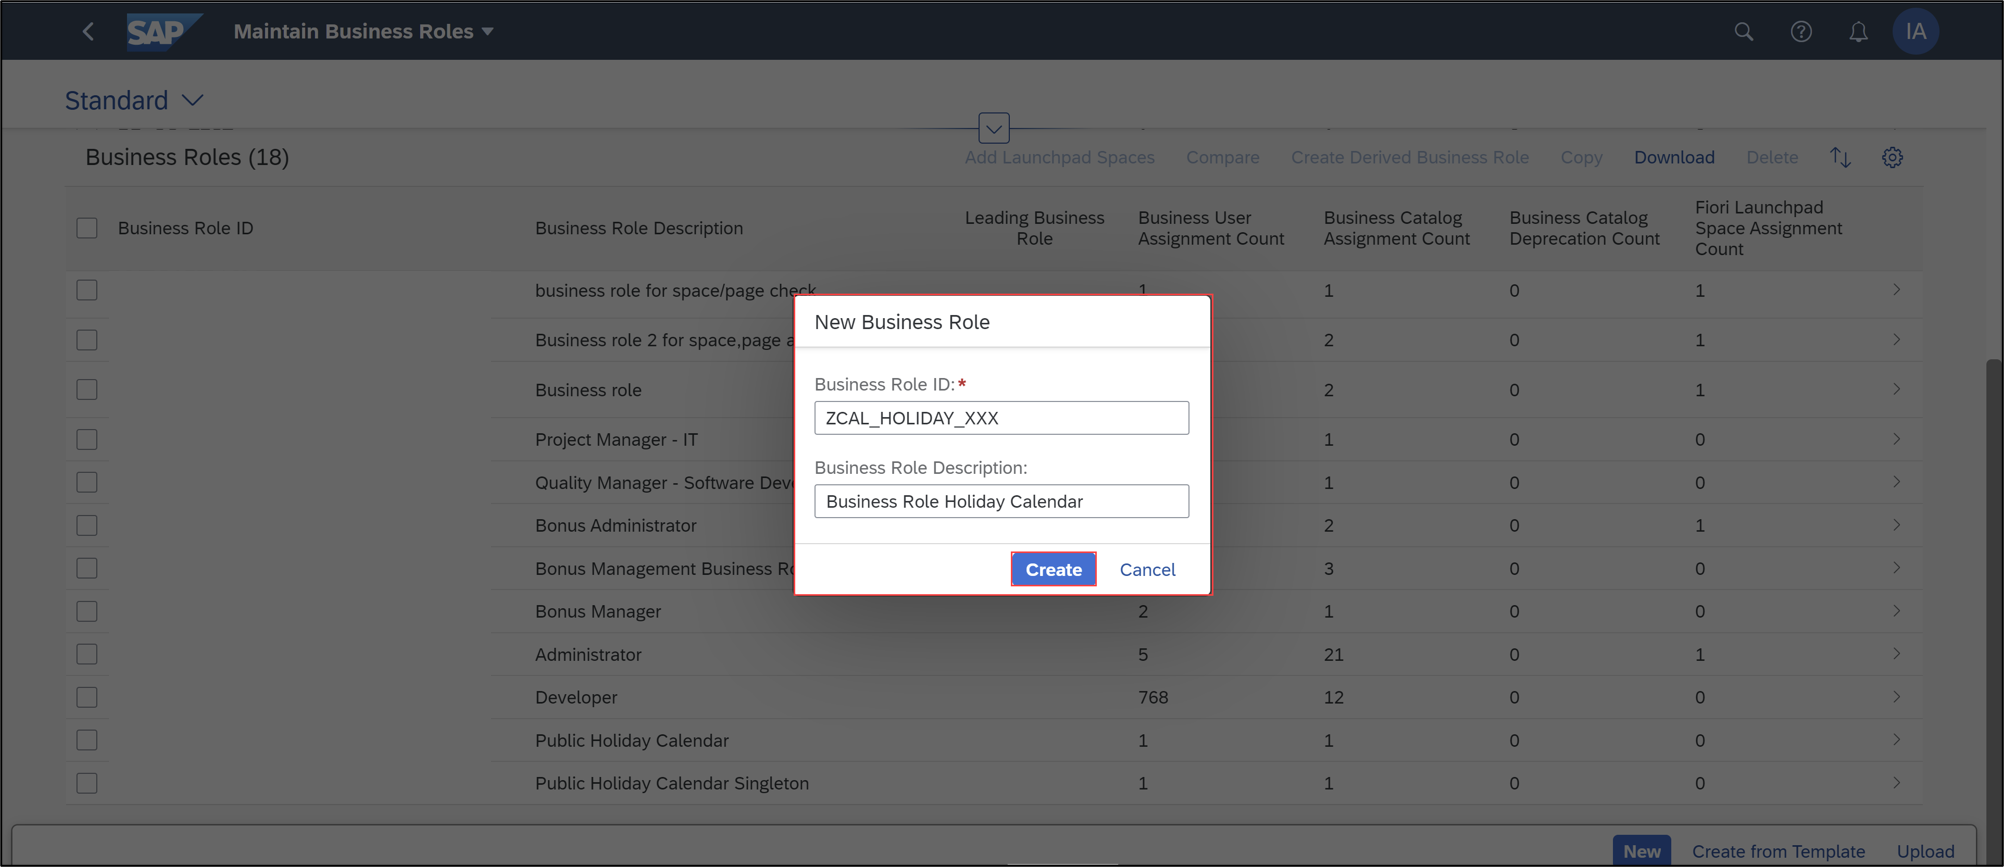 SAP Maintain Business Roles
IA
Standard
Business Roles (18)
Add Launchpad Spaces Compare Create Derived Business Role Copy Download Delete
Business Role ID Business Role Description Leading Business Role Business User Assignment Count Business Catalog Assignment Count Business Catalog Deprecation Count Fiori Launchpad Space Assignment Count
business role for space/page check 1 1 0 1
Business role 2 for space,page 2 0 1
Business role 2 0 1
Project Manager - IT 1 0 0
Quality Manager - Software 1 0 0
Bonus Administrator 2 0 1
Bonus Management Business 3 0 0
Bonus Manager 2 1 0 0
Administrator 5 21 0 1
Developer 768 12 0 0
Public Holiday Calendar 1 1 0 0
Public Holiday Calendar Singleton 1 1 0 0
New Business Role
Business Role ID:*
ZCAL_HOLIDAY_XXX
Business Role Description:
Business Role Holiday Calendar
Create Cancel
New Create from Template Upload